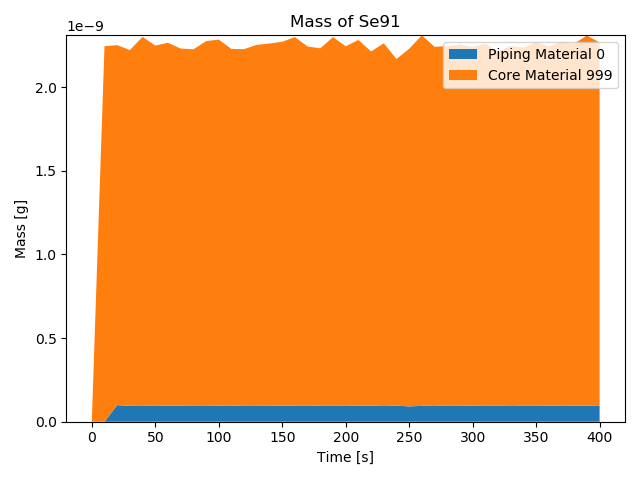 Mass of Se91
1e−9
Piping Material 0
Core Material 999
2.0
1.5
1.0
0.5
0.0
Mass [g]
0 50 100 150 200 250 300 350 400
Time [s]